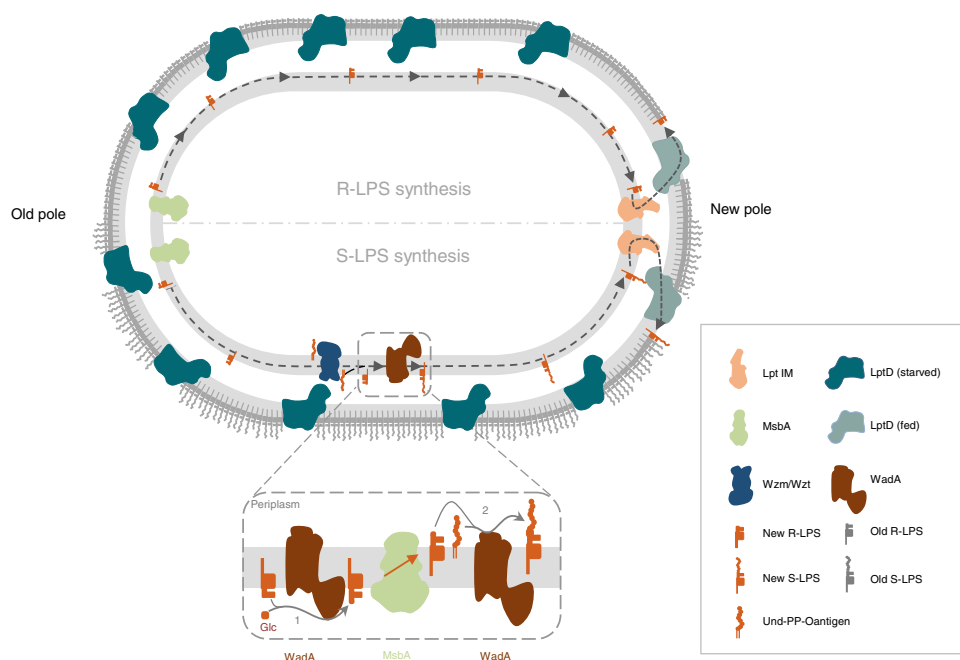 R-LPS synthesis
Old pole
New pole
S-LPS synthesis
Lpt IM
LptD (starved)
MsbA
LptD (fed)
Wzm/Wzt
WadA
New R-LPS
Old R-LPS
New S-LPS
Old S-LPS
Und-PP-Oantigen
Periplasm
2
1
Glc
WadA
MsbA
WadA